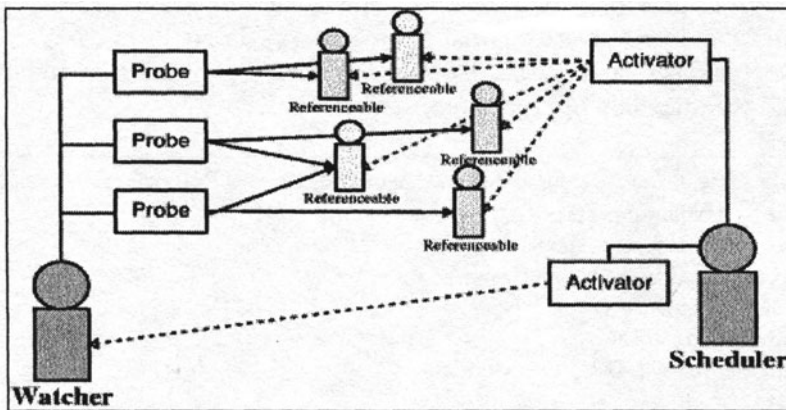 Probe
Activator
Referenceable
Referenceable
Probe
Referenceable
Referenceable
Probe
Referenceable
Activator
Scheduler
Watcher